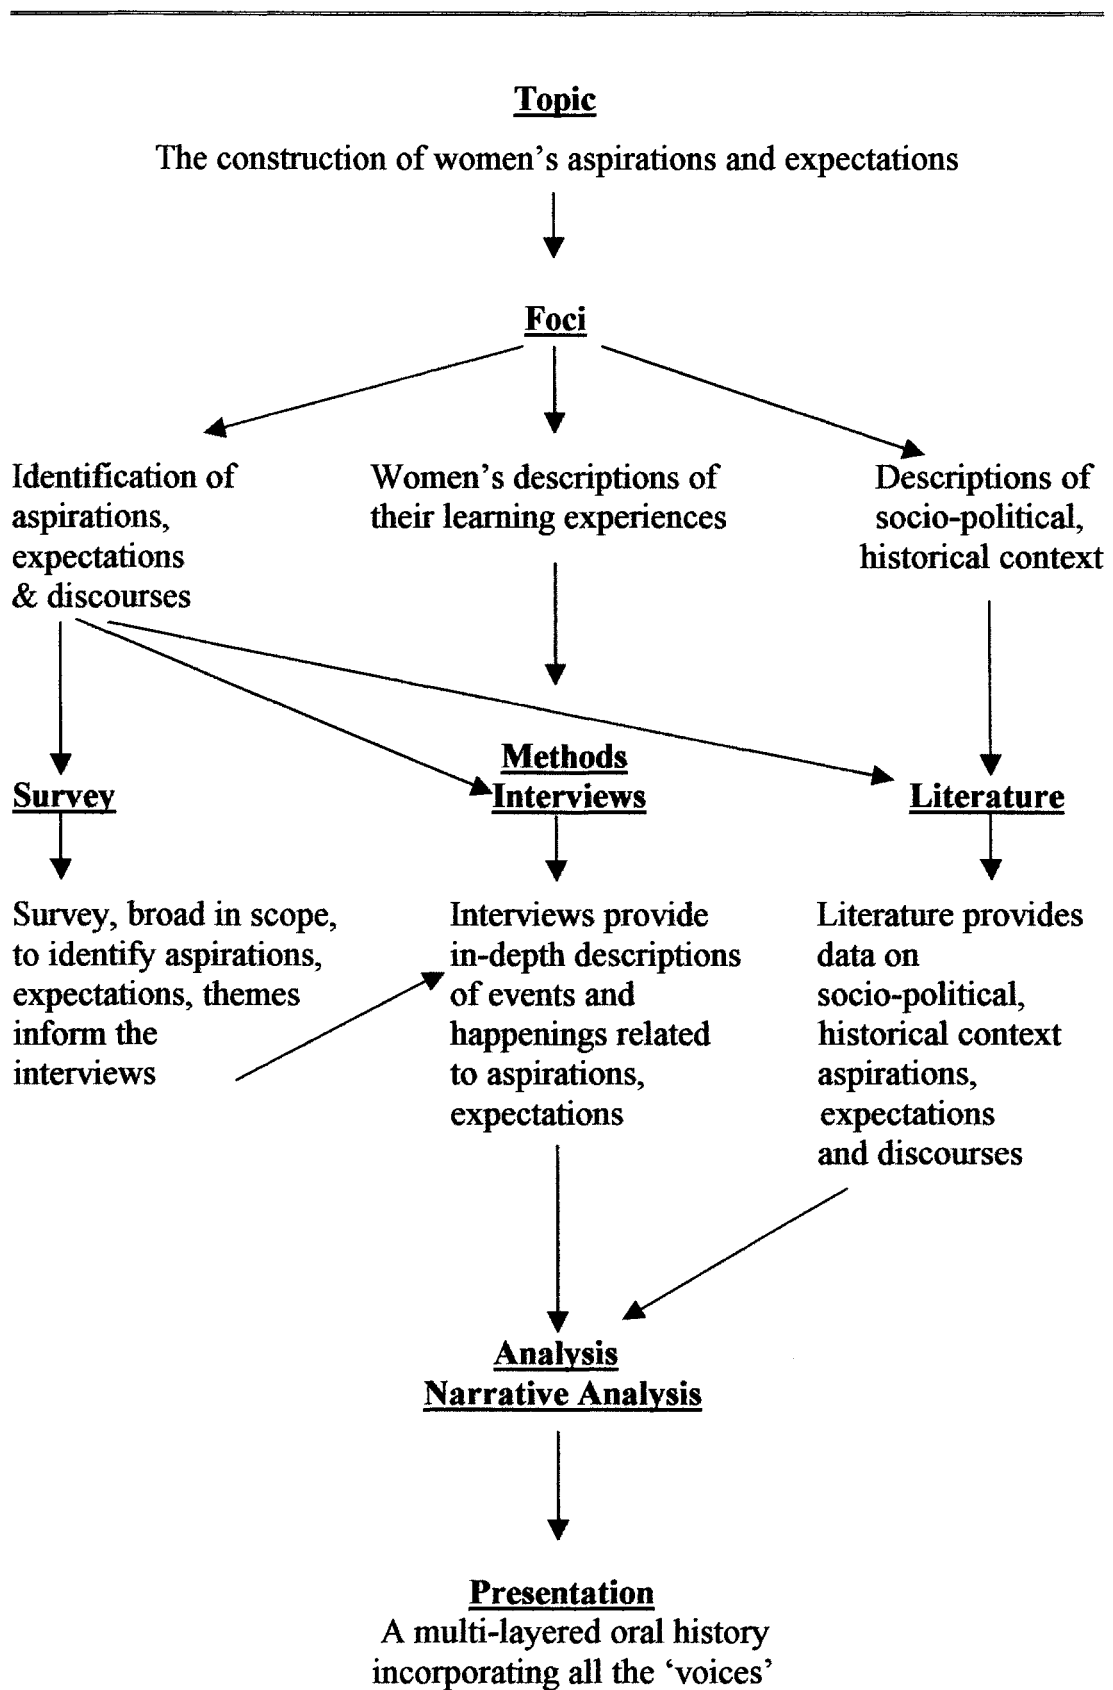 Topic
The construction of women's aspirations and expectations
Foci
Identification of
aspirations,
expectations
& discourses
Women's descriptions of
their learning experiences
Descriptions of
socio-political,
historical context
Methods
Survey
Interviews
Literature
Survey, broad in scope,
to identify aspirations,
expectations, themes
inform the
interviews
Interviews provide
in-depth descriptions
of events and
happenings related
to aspirations,
expectations
Literature provides
data on
socio-political,
historical context
aspirations,
expectations
and discourses
Analysis
Narrative Analysis
Presentation
A multi-layered oral history
incorporating all the 'voices'